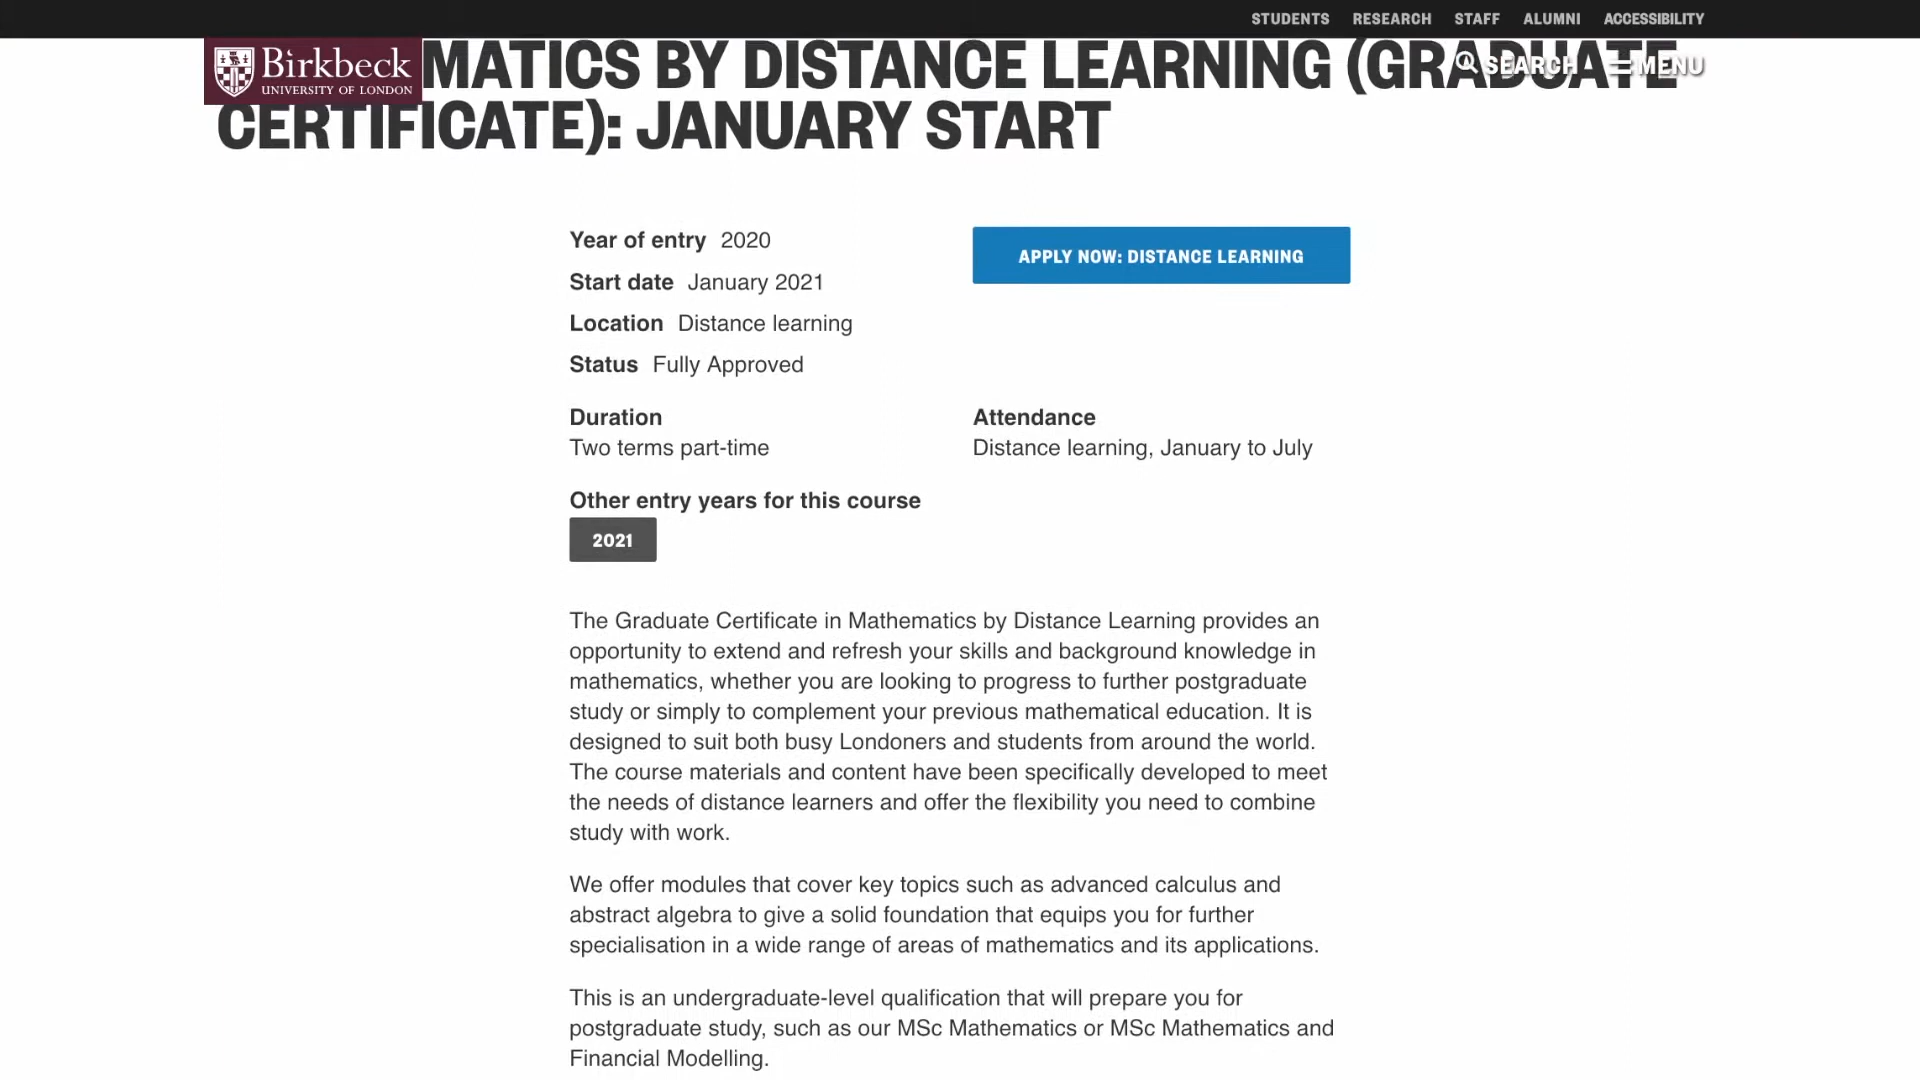 STUDENTS RESEARCH STAFF ALUMNI ACCESSIBILITY
Birkbeck
UNIVERSITY OF LONDON
MATICS BY DISTANCE LEARNING (GRADUATE
SEARCH MENU
CERTIFICATE): JANUARY START
Year of entry 2020
APPLY NOW: DISTANCE LEARNING
Start date January 2021
Location Distance learning
Status Fully Approved
Duration
Two terms part-time
Attendance
Distance learning, January to July
Other entry years for this course
2021
The Graduate Certificate in Mathematics by Distance Learning provides an
opportunity to extend and refresh your skills and background knowledge in
mathematics, whether you are looking to progress to further postgraduate
study or simply to complement your previous mathematical education. It is
designed to suit both busy Londoners and students from around the world.
The course materials and content have been specifically developed to meet
the needs of distance learners and offer the flexibility you need to combine
study with work.
We offer modules that cover key topics such as advanced calculus and
abstract algebra to give a solid foundation that equips you for further
specialisation in a wide range of areas of mathematics and its applications.
This is an undergraduate-level qualification that will prepare you for
postgraduate study, such as our MSc Mathematics or MSc Mathematics and
Financial Modelling.